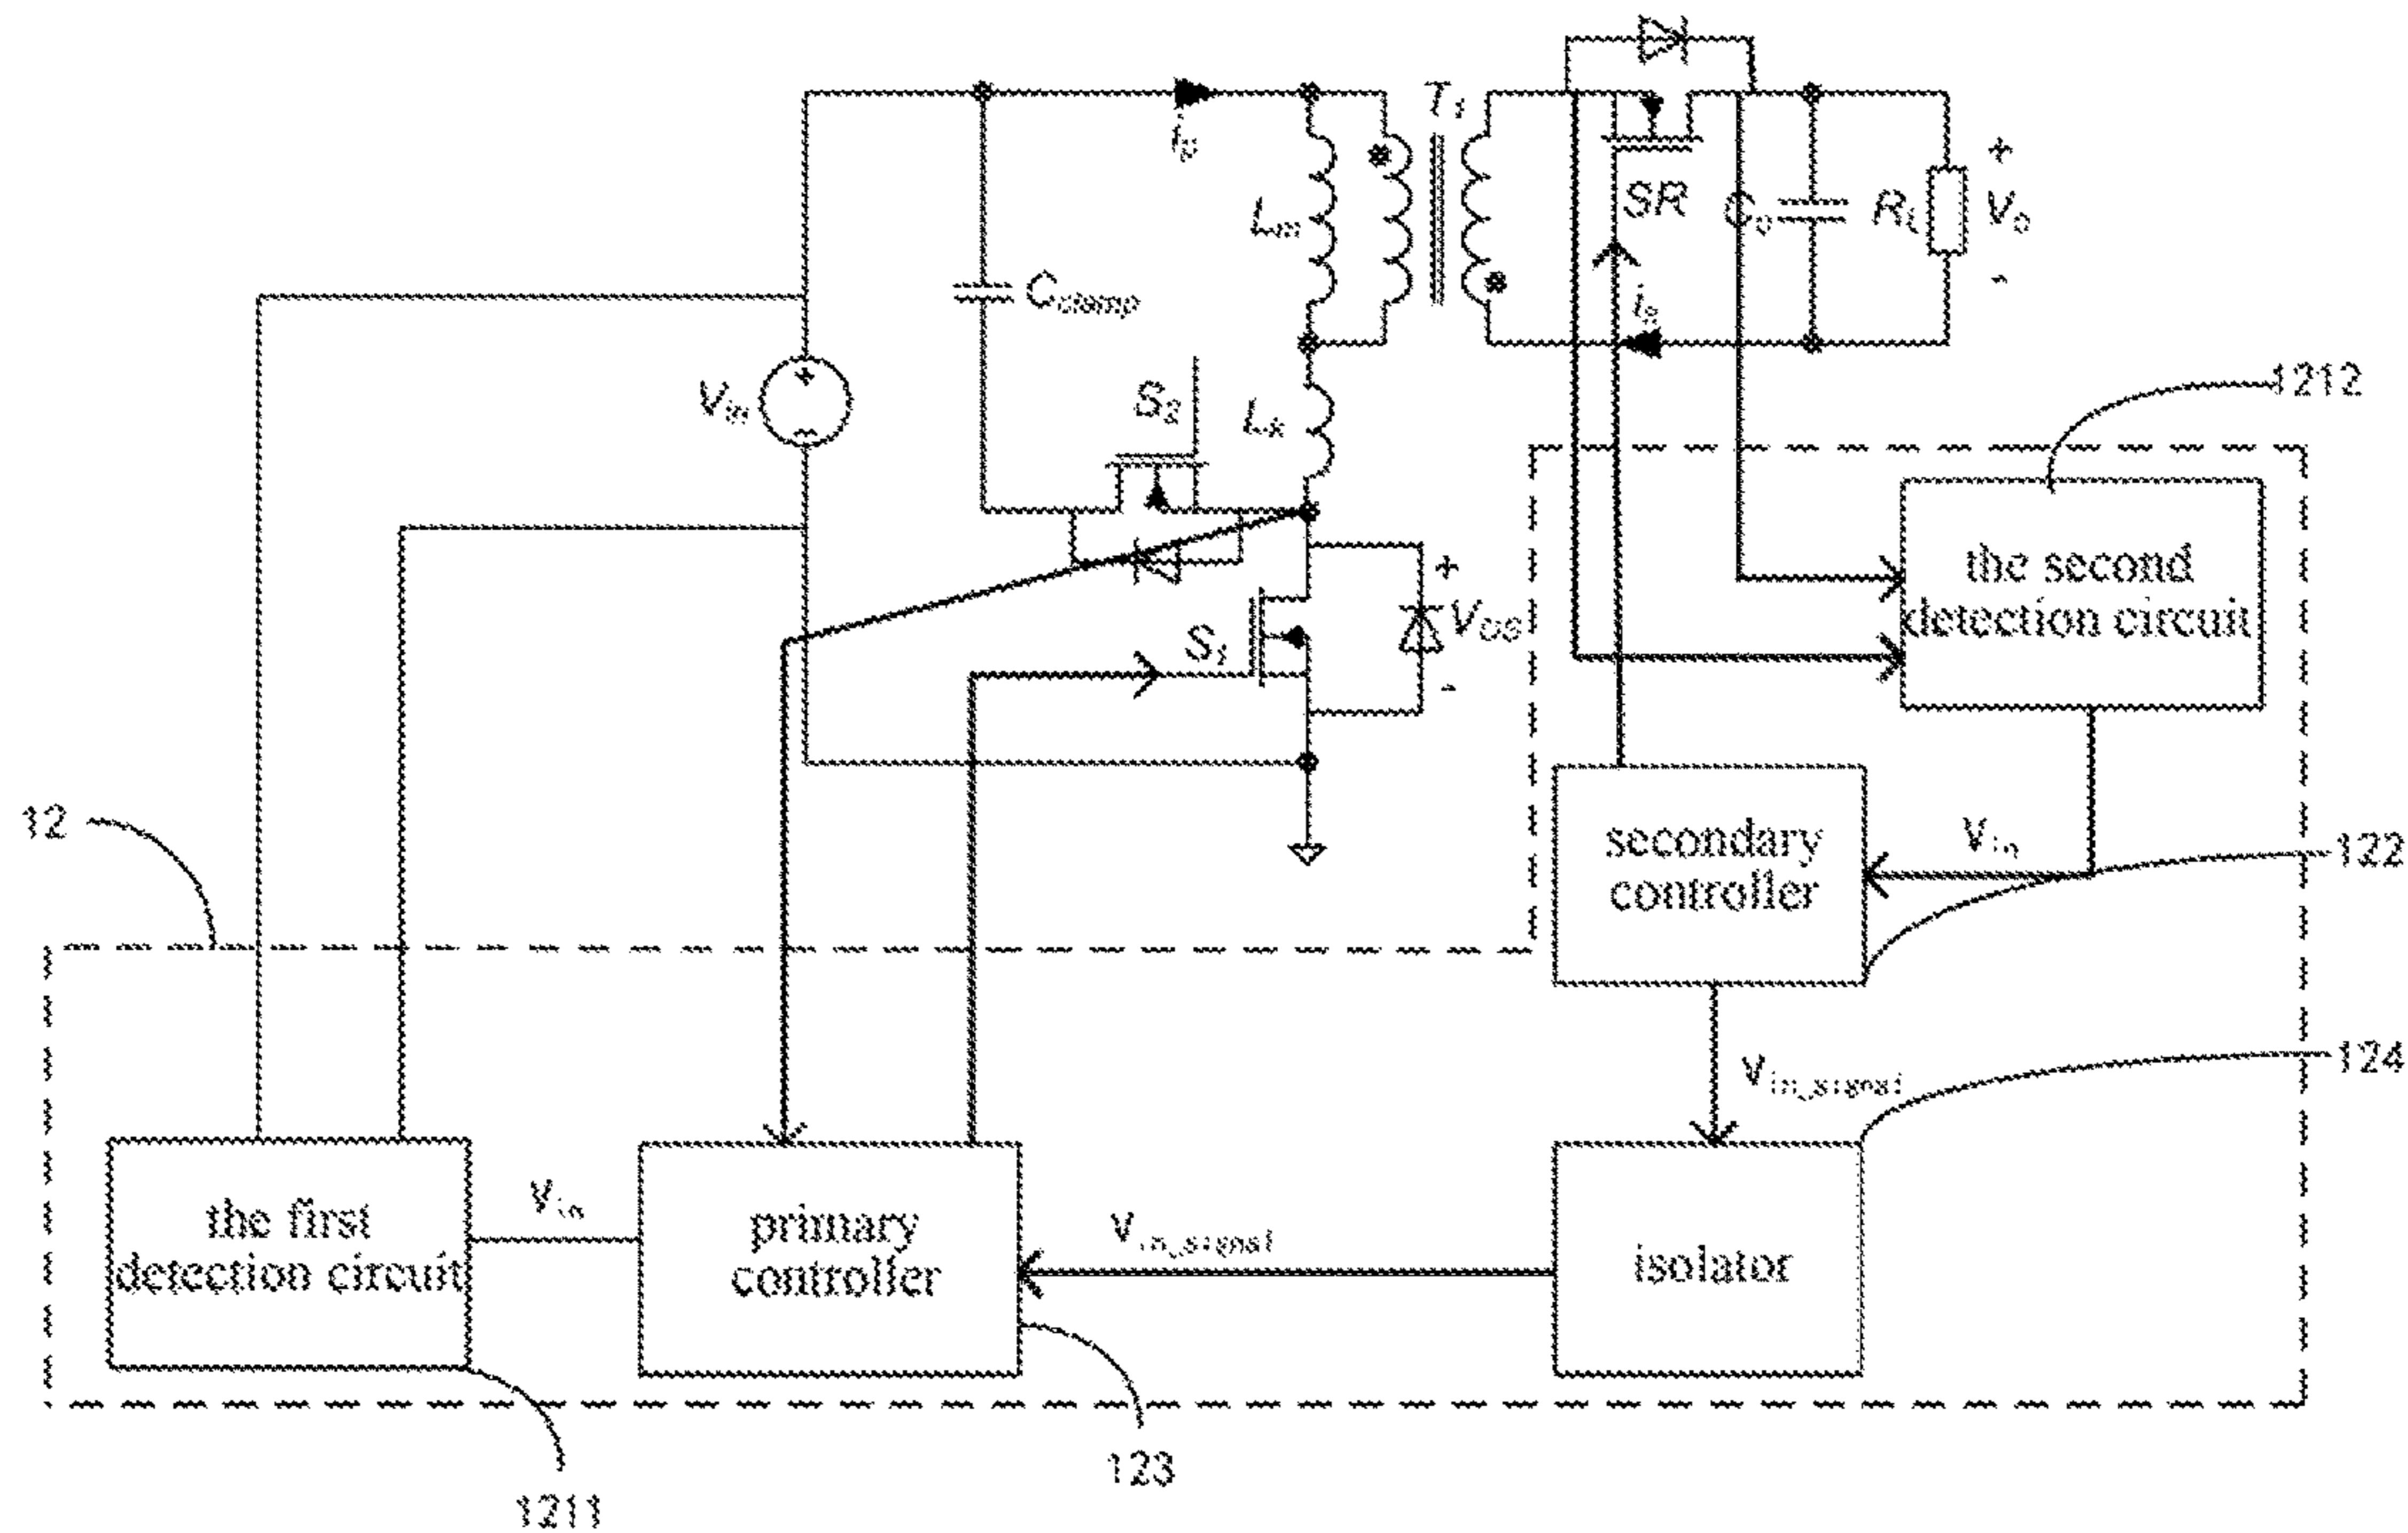 T1
ip
Lm
SR
Co
RL
+
Vo
-
Cclamp
is
1212
+
Vin
S2
Lk
the second
detection circuit
+
VDS
-
S1
12
secondary
controller
Vin
122
Vin_signal
124
the first
detection circuit
Vin
primary
controller
Vin_signal
isolator
123
1211